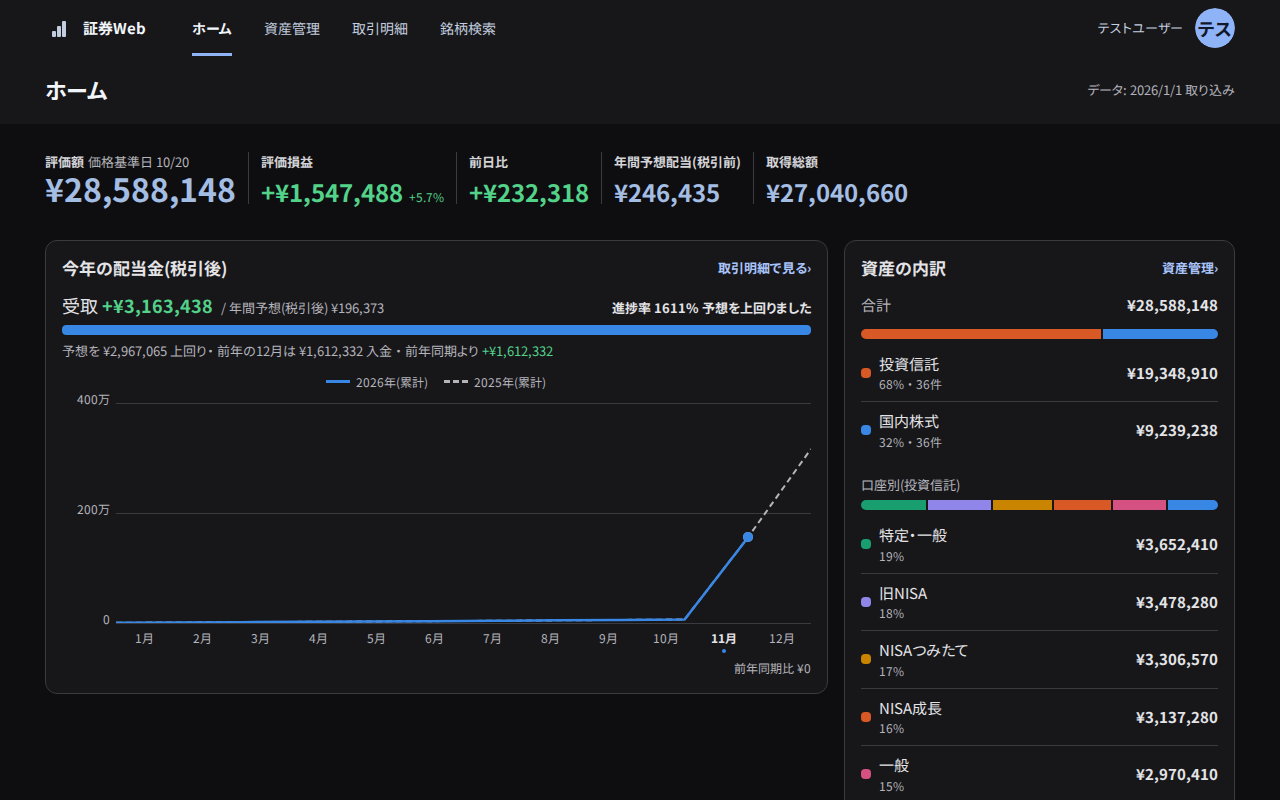 証券Web ホーム 資産管理 取引明細 銘柄検索 テストユーザー テス
ホーム データ: 2026/1/1 取り込み
評価額 価格基準日 10/20
¥28,588,148
評価損益
+¥1,547,488 +5.7%
前日比
+¥232,318
年間予想配当(税引前)
¥246,435
取得総額
¥27,040,660
今年の配当金(税引後) 取引明細で見る›
受取 +¥3,163,438 / 年間予想(税引後) ¥196,373 進捗率 1611% 予想を上回りました
予想を ¥2,967,065 上回り・前年の12月は ¥1,612,332 入金・前年同期より +¥1,612,332
2026年(累計) 2025年(累計)
400万
200万
0
1月 2月 3月 4月 5月 6月 7月 8月 9月 10月 11月 12月
前年同期比 ¥0
資産の内訳 資産管理›
合計 ¥28,588,148
投資信託 ¥19,348,910
68%・36件
国内株式 ¥9,239,238
32%・36件
口座別(投資信託)
特定・一般 ¥3,652,410
19%
旧NISA ¥3,478,280
18%
NISAつみたて ¥3,306,570
17%
NISA成長 ¥3,137,280
16%
一般 ¥2,970,410
15%